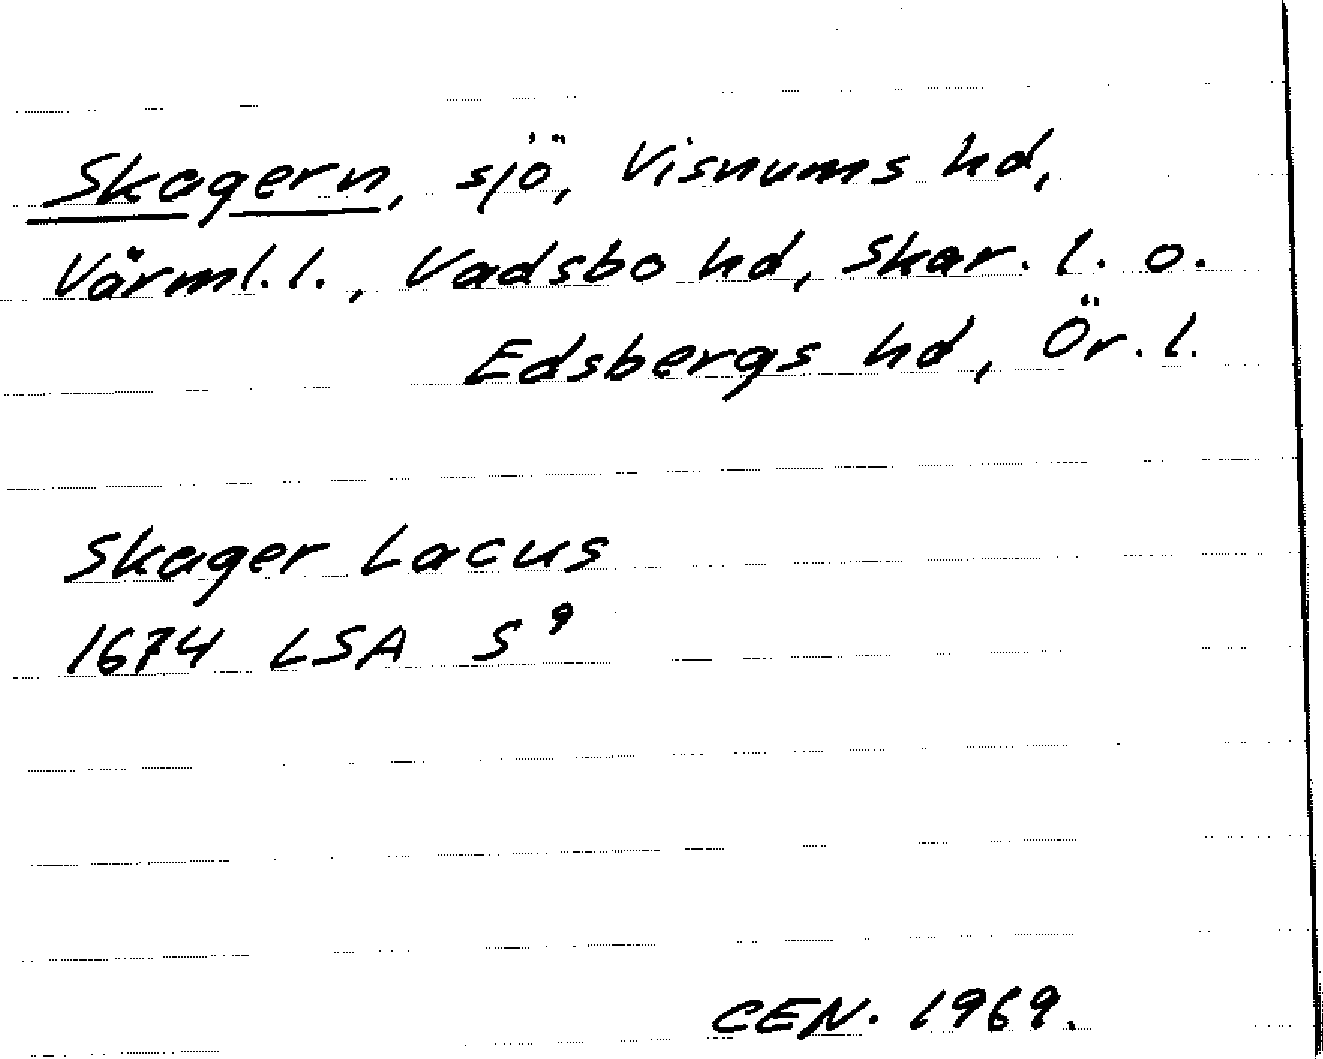 Skagern, sjö, Visnums hd,
Värml. l., Vadsbo hd, Skar. l. o.
Edsbergs hd, Ör. l.
Skager Lacus
1674 LSA S⁹
CEN. 1969.